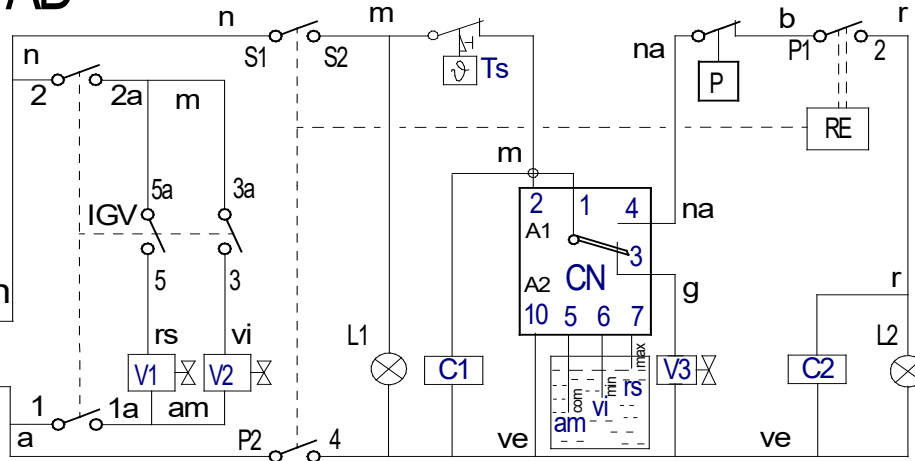 n m b r
n S1 S2 na P1 2
ϑ Ts P
2 2a m RE
m
5a 3a 2 1 4 na
IGV A1
3
5 3 A2 CN g
10 5 6 7 r
rs vi L1 L2
V1 V2 C1 com min max V3 C2
am vi rs
1 1a am
a P2 4 ve ve